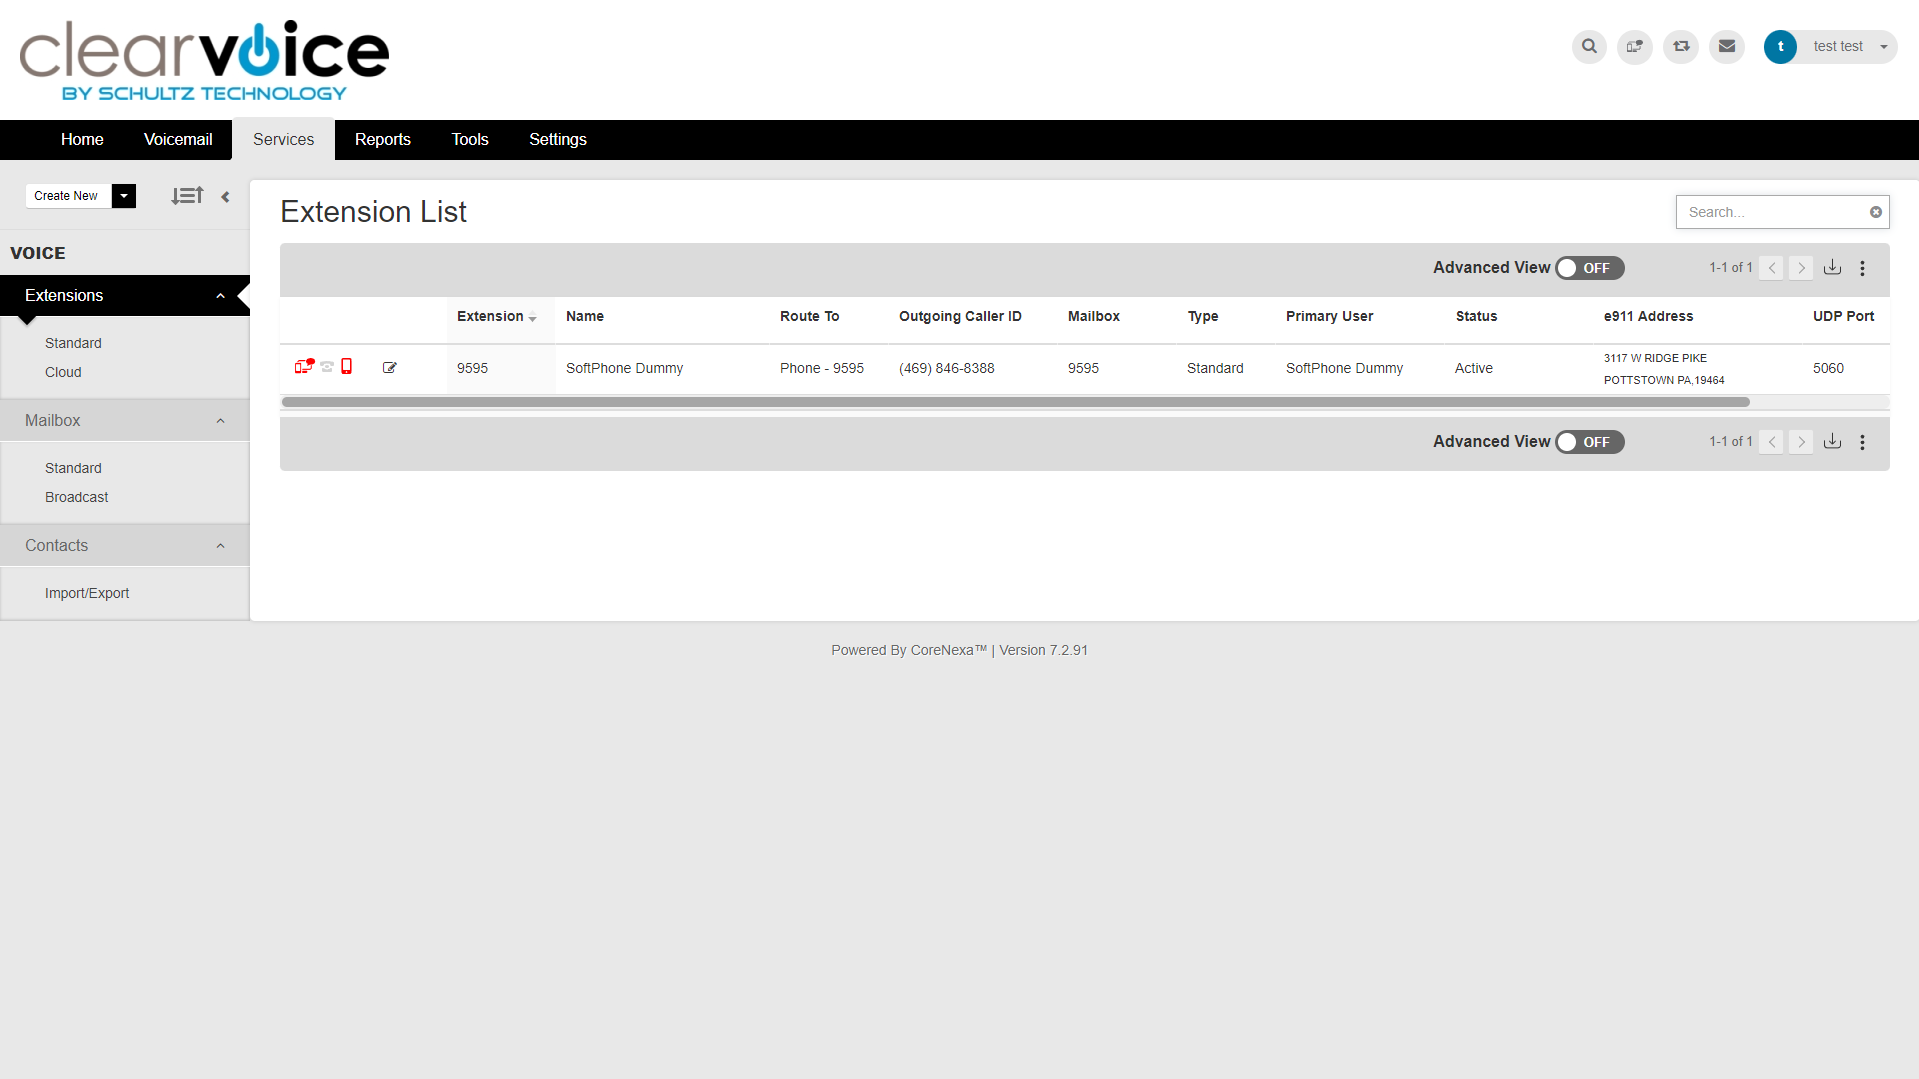 clearvoice
BY SCHULTZ TECHNOLOGY
t test test
Home Voicemail Services Reports Tools Settings
Create New
Extension List
Search...
VOICE
Extensions
Standard
Cloud
Mailbox
Standard
Broadcast
Contacts
Import/Export
Advanced View OFF 1-1 of 1
Extension Name Route To Outgoing Caller ID Mailbox Type Primary User Status e911 Address UDP Port
9595 SoftPhone Dummy Phone - 9595 (469) 846-8388 9595 Standard SoftPhone Dummy Active 3117 W RIDGE PIKE 5060
POTTSTOWN PA,19464
Advanced View OFF 1-1 of 1
Powered By CoreNexa™ | Version 7.2.91